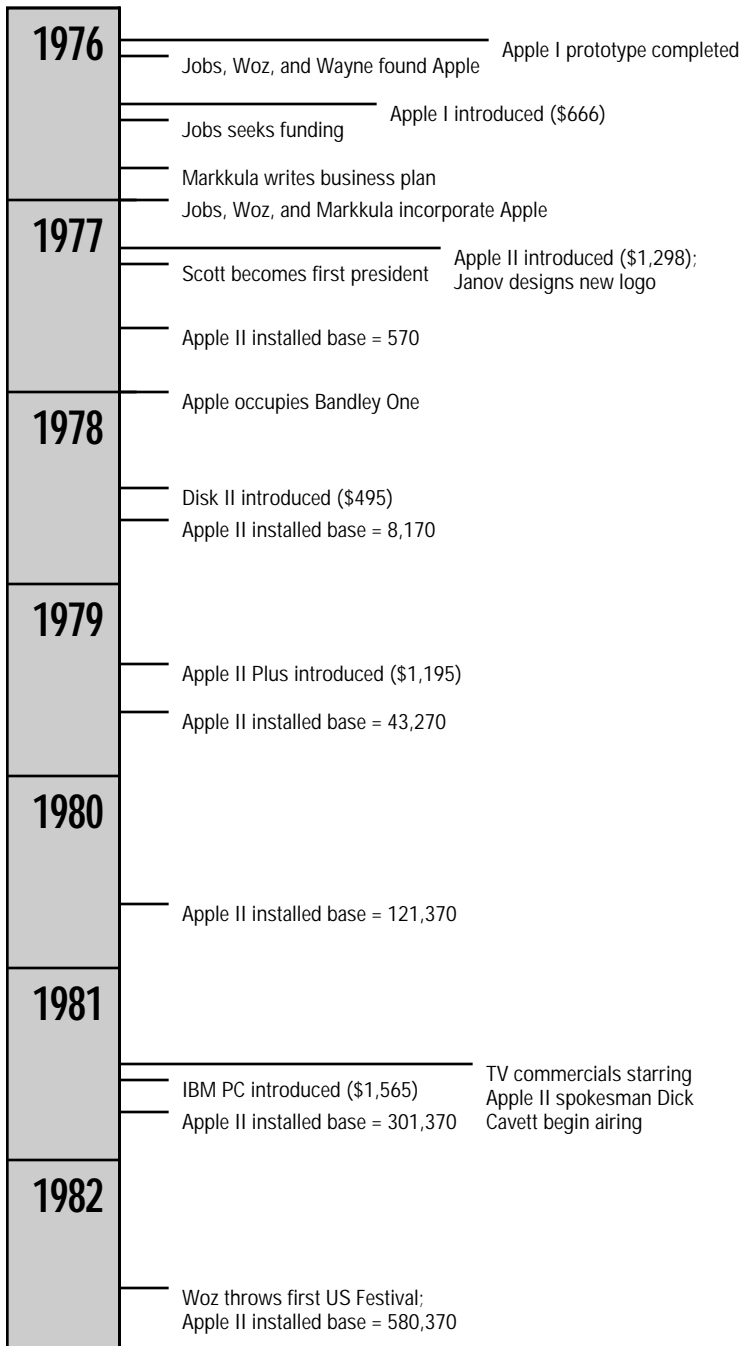 1976
Apple I prototype completed
Jobs, Woz, and Wayne found Apple
Apple I introduced ($666)
Jobs seeks funding
Markkula writes business plan
Jobs, Woz, and Markkula incorporate Apple
1977
Apple II introduced ($1,298);
Janov designs new logo
Scott becomes first president
Apple II installed base = 570
Apple occupies Bandley One
1978
Disk II introduced ($495)
Apple II installed base = 8,170
1979
Apple II Plus introduced ($1,195)
Apple II installed base = 43,270
1980
Apple II installed base = 121,370
1981
TV commercials starring
Apple II spokesman Dick
Cavett begin airing
IBM PC introduced ($1,565)
Apple II installed base = 301,370
1982
Woz throws first US Festival;
Apple II installed base = 580,370